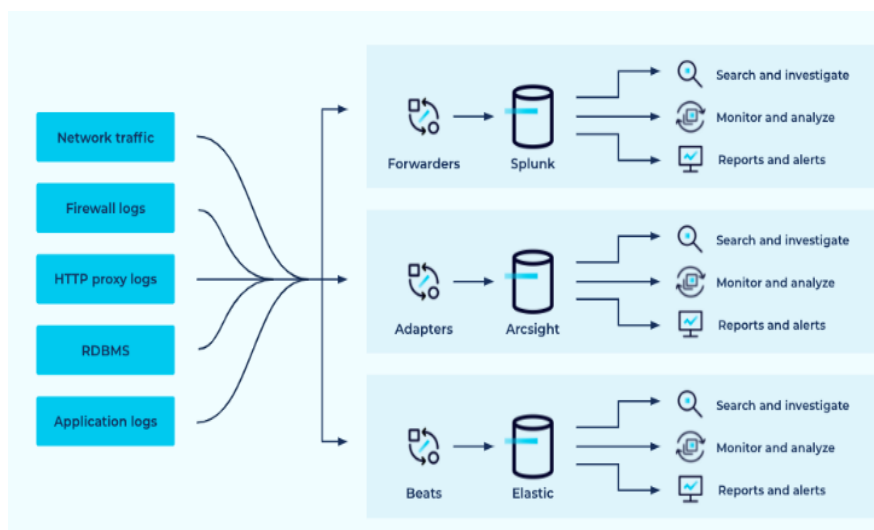 Network traffic
Firewall logs
HTTP proxy logs
RDBMS
Application logs
Forwarders
Splunk
Search and investigate
Monitor and analyze
Reports and alerts
Adapters
Arcsight
Search and investigate
Monitor and analyze
Reports and alerts
Beats
Elastic
Search and investigate
Monitor and analyze
Reports and alerts